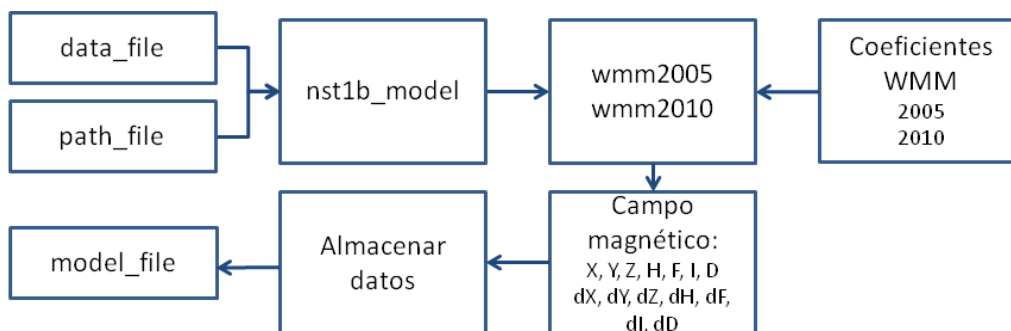 data_file
path_file
nst1b_model
wmm2005
wmm2010
Coeficientes
WMM
2005
2010
model_file
Almacenar
datos
Campo
magnético:
X, Y, Z, H, F, I, D
dX, dY, dZ, dH, dF,
dI, dD